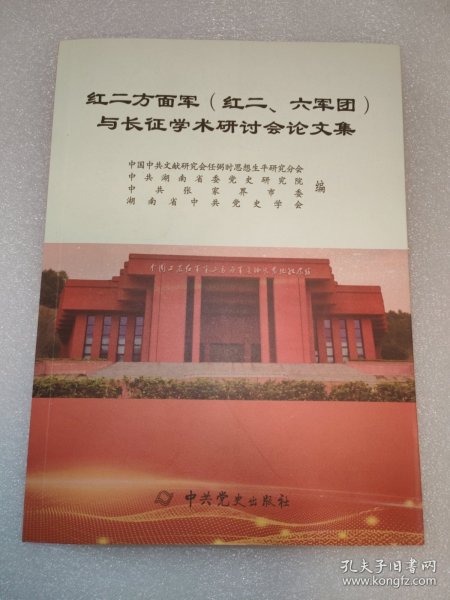 红二方面军（红二、六军团）
与长征学术研讨会论文集
中国中共文献研究会任弼时思想生平研究分会
中共湖南省委党史研究院
中共张家界市委
湖南省中共党史学会
编
中共党史出版社
孔夫子旧书网
www.kongfz.com